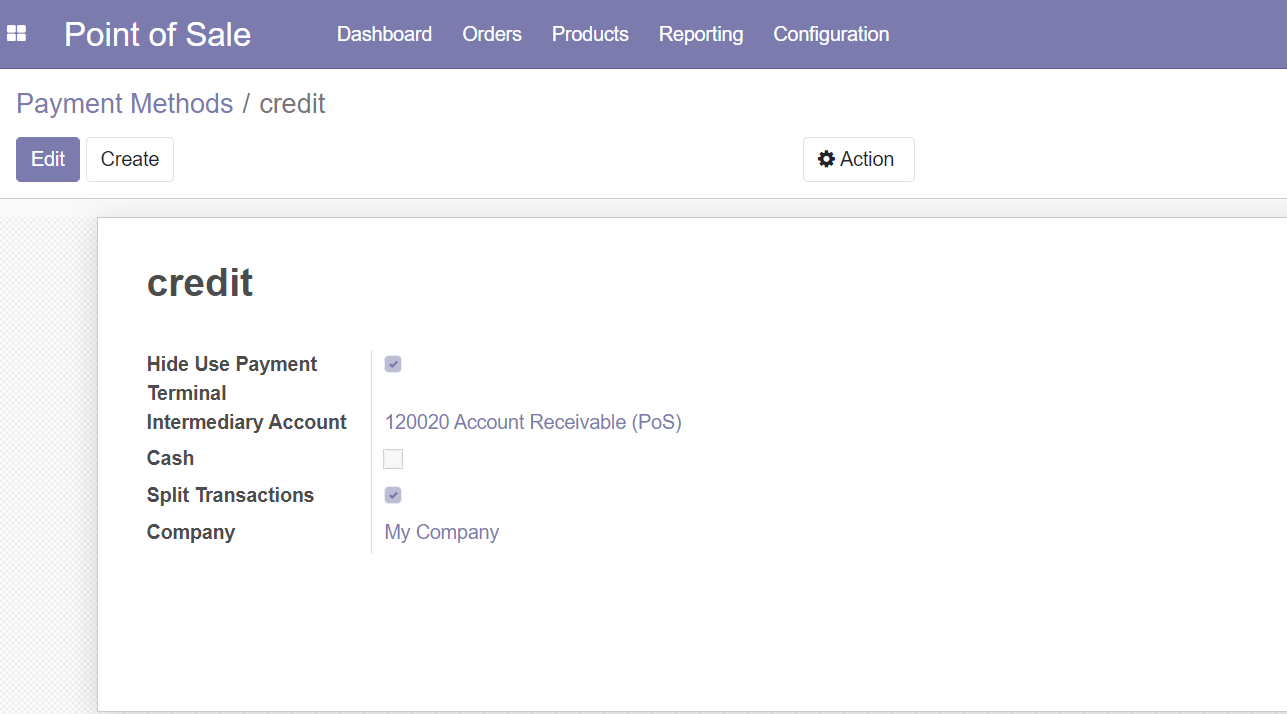 Point of Sale Dashboard Orders Products Reporting Configuration
Payment Methods / credit
Edit Create Action
credit
Hide Use Payment
Terminal
Intermediary Account 120020 Account Receivable (PoS)
Cash
Split Transactions
Company My Company